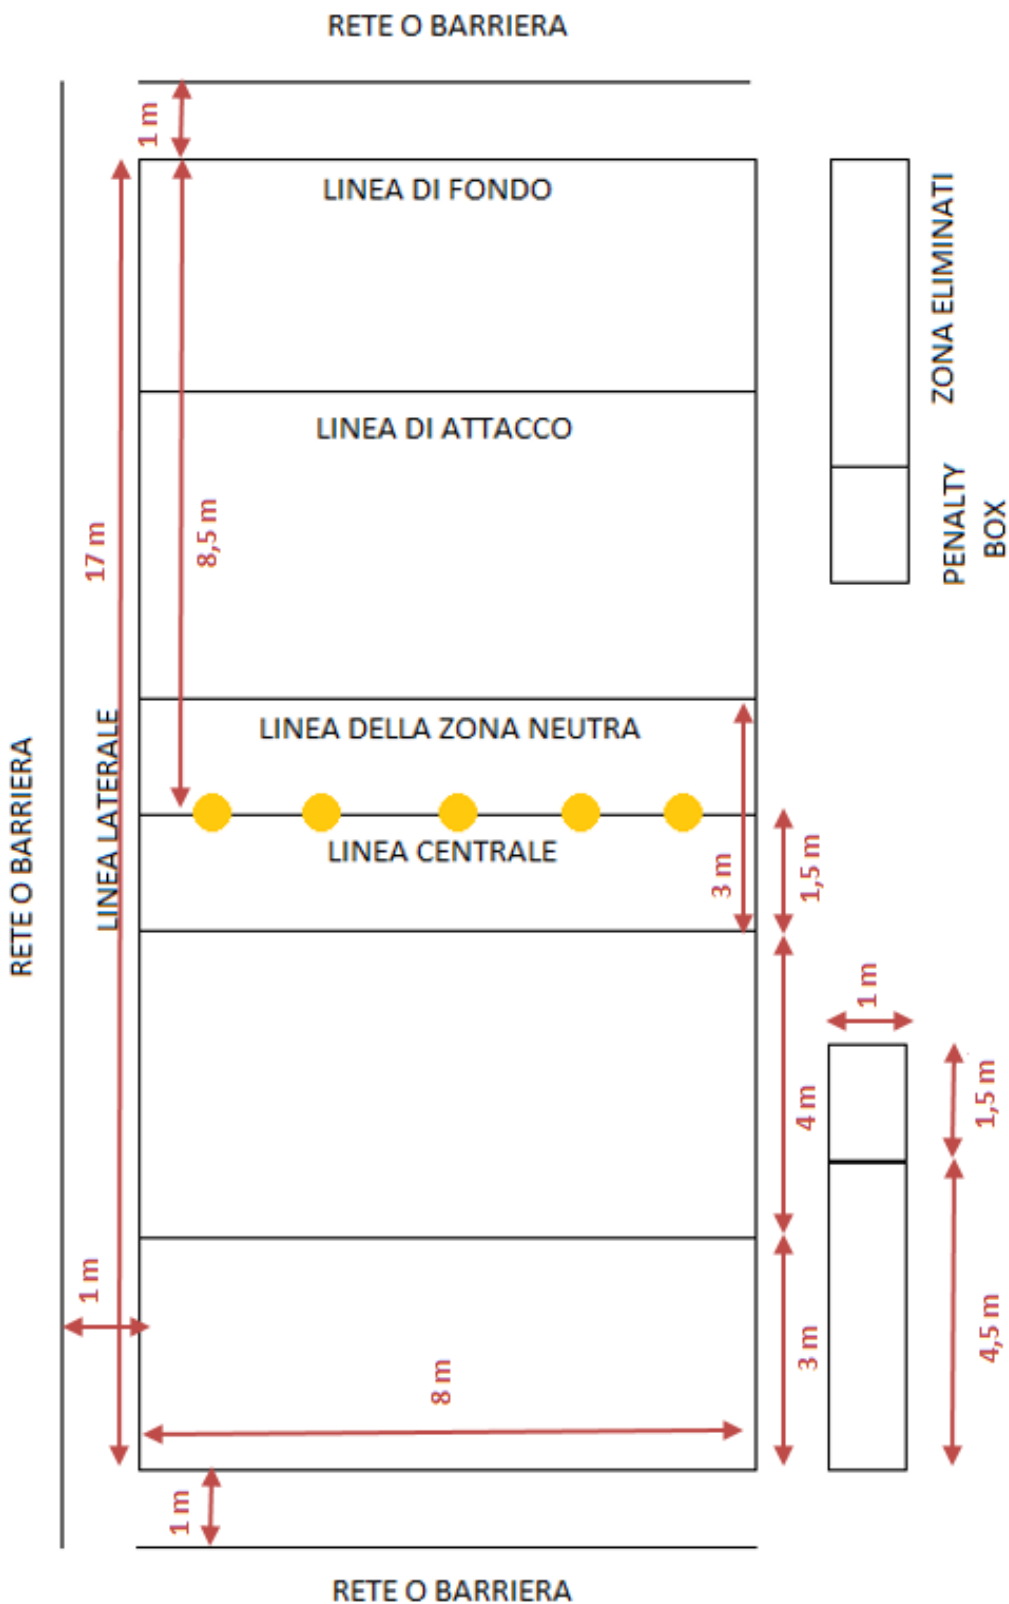 RETE O BARRIERA
1 m
LINEA DI FONDO
ZONA ELIMINATI
LINEA DI ATTACCO
PENALTY
BOX
17 m
8,5 m
LINEA LATERALE
RETE O BARRIERA
LINEA DELLA ZONA NEUTRA
LINEA CENTRALE
3 m
1,5 m
1 m
4 m
1,5 m
1 m
3 m
4,5 m
8 m
1 m
RETE O BARRIERA